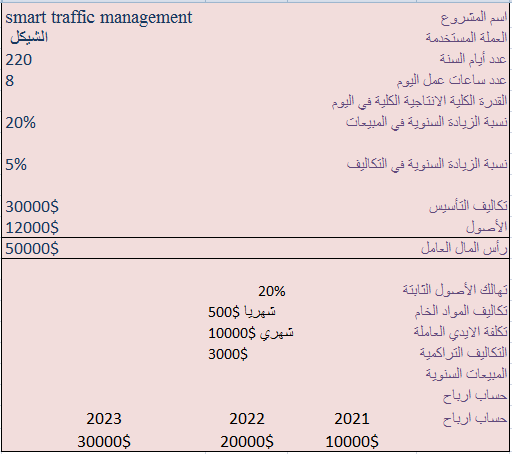 اسم المشروع smart traffic management
العملة المستخدمة الشيكل
عدد أيام السنة 220
عدد ساعات عمل اليوم 8
القدرة الكلية الانتاجية الكلية في اليوم
نسبة الزيادة السنوية في المبيعات 20%
نسبة الزيادة السنوية في التكاليف 5%
تكاليف التأسيس 30000$
الأصول 12000$
رأس المال العامل 50000$
تهالك الأصول الثابتة 20%
تكاليف المواد الخام 500$ شهريا
تكلفة الايدي العاملة 10000$ شهري
التكاليف التراكمية 3000$
المبيعات السنوية
حساب ارباح
حساب ارباح 2021 2022 2023
10000$ 20000$ 30000$